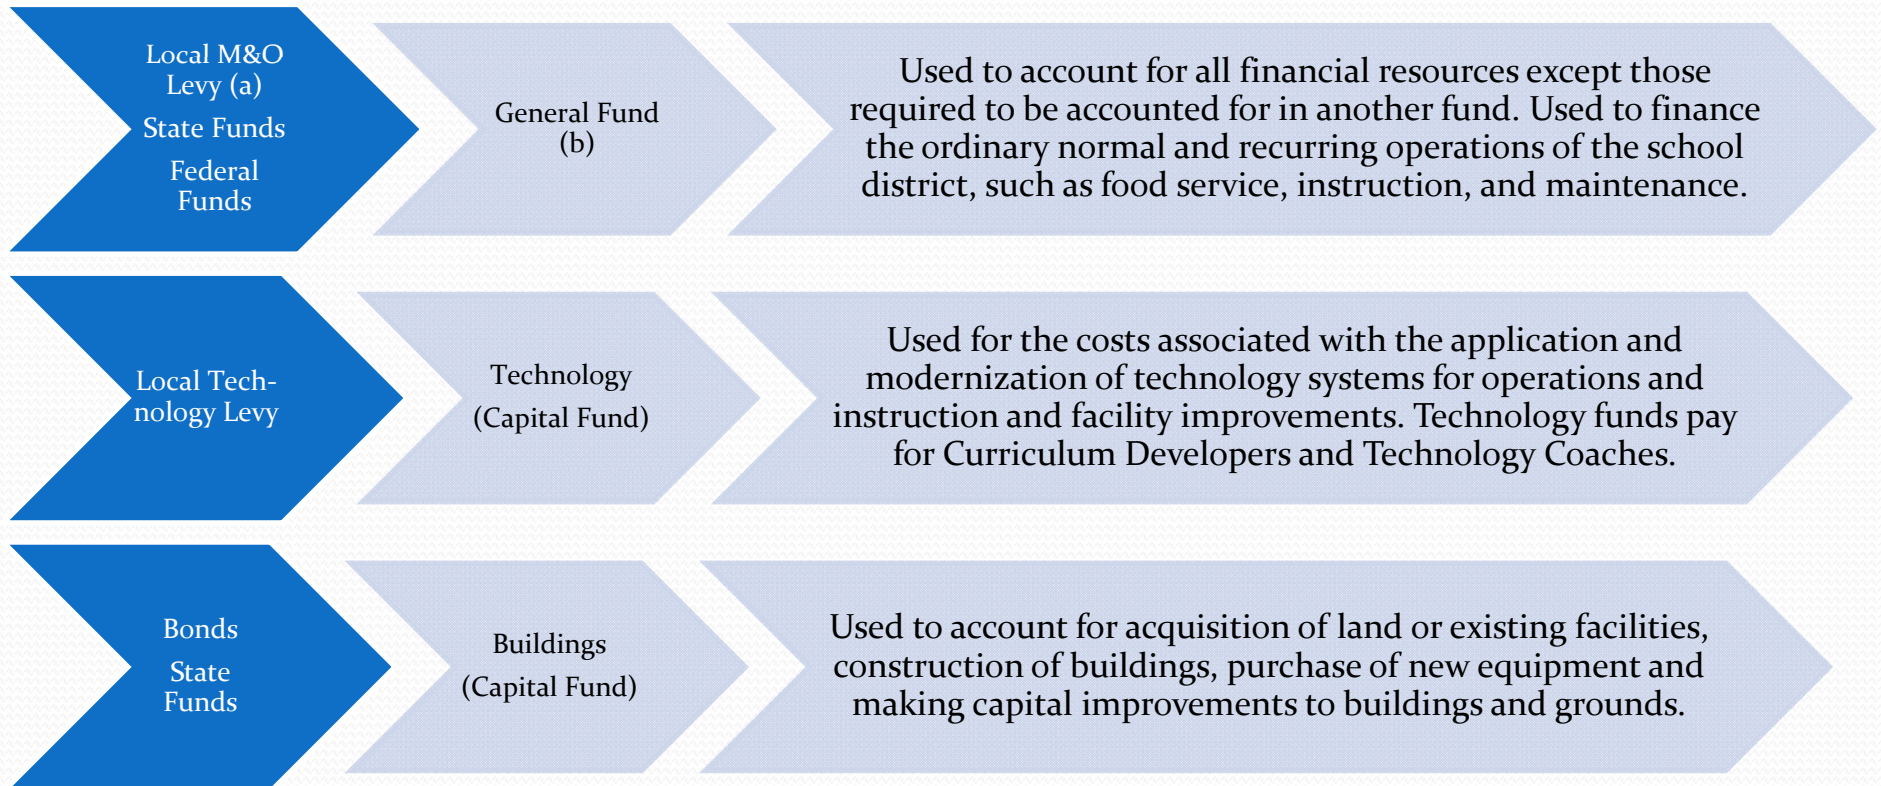 Local M&O
Levy (a)
State Funds
Federal
Funds
General Fund
(b)
Used to account for all financial resources except those
required to be accounted for in another fund. Used to finance
the ordinary normal and recurring operations of the school
district, such as food service, instruction, and maintenance.
Local Tech-
nology Levy
Technology
(Capital Fund)
Used for the costs associated with the application and
modernization of technology systems for operations and
instruction and facility improvements. Technology funds pay
for Curriculum Developers and Technology Coaches.
Bonds
State
Funds
Buildings
(Capital Fund)
Used to account for acquisition of land or existing facilities,
construction of buildings, purchase of new equipment and
making capital improvements to buildings and grounds.